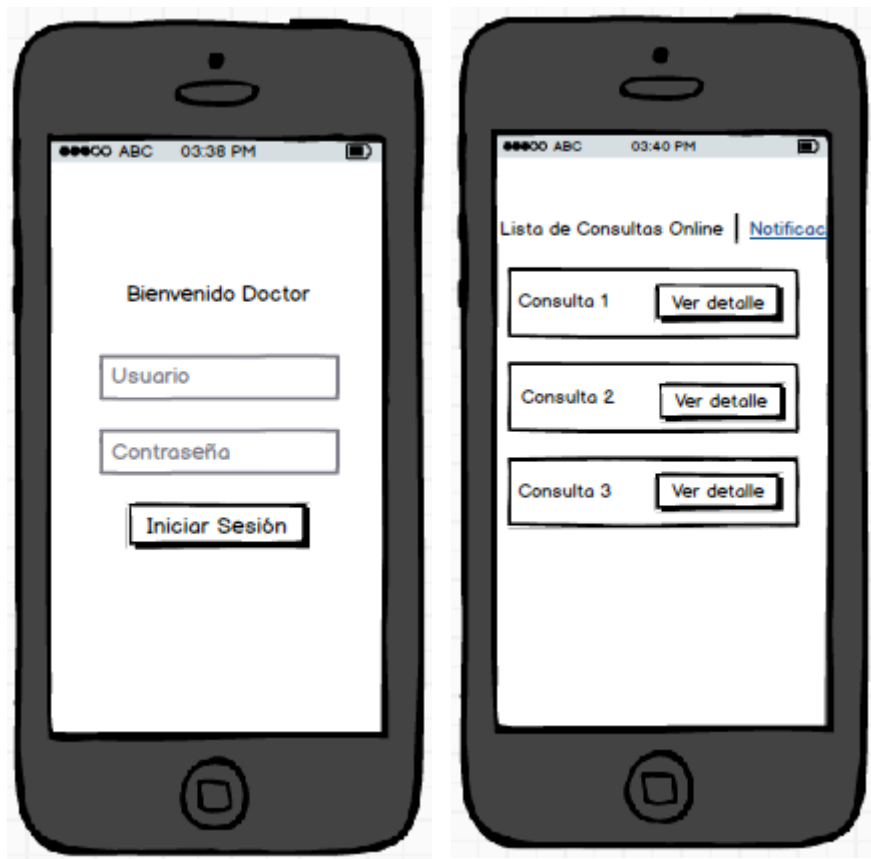 ABC 03:38 PM
Bienvenido Doctor
Usuario
Contraseña
Iniciar Sesión
ABC 03:40 PM
Lista de Consultas Online | Notificac
Consulta 1 Ver detalle
Consulta 2 Ver detalle
Consulta 3 Ver detalle